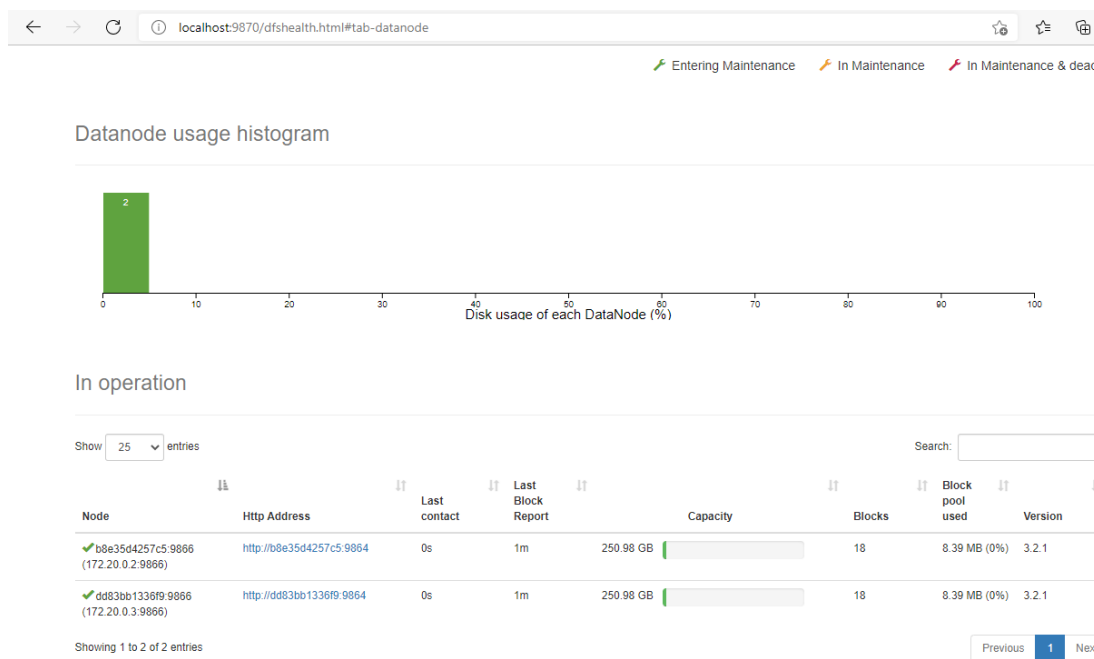 localhost:9870/dfshealth.html#tab-datanode
Entering Maintenance In Maintenance In Maintenance & dead
Datanode usage histogram
2
0 10 20 30 40 50 60 70 80 90 100
Disk usage of each DataNode (%)
In operation
Show 25 entries Search:
Node Http Address Last contact Last Block Report Capacity Blocks Block pool used Version
b8e35d4257c5:9866 http://b8e35d4257c5:9864 0s 1m 250.98 GB 18 8.39 MB (0%) 3.2.1
(172.20.0.2:9866)
dd83bb1336f9:9866 http://dd83bb1336f9:9864 0s 1m 250.98 GB 18 8.39 MB (0%) 3.2.1
(172.20.0.3:9866)
Showing 1 to 2 of 2 entries Previous 1 Nex